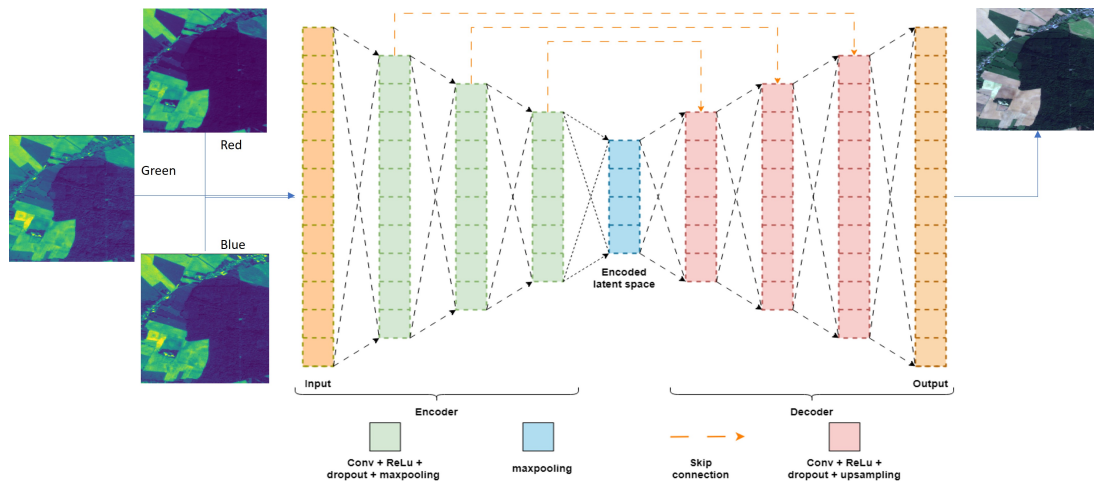 Red
Green
Blue
Encoded
latent space
Input
Output
Encoder
Decoder
Conv + ReLu +
dropout + maxpooling
maxpooling
Skip
connection
Conv + ReLu +
dropout + upsampling